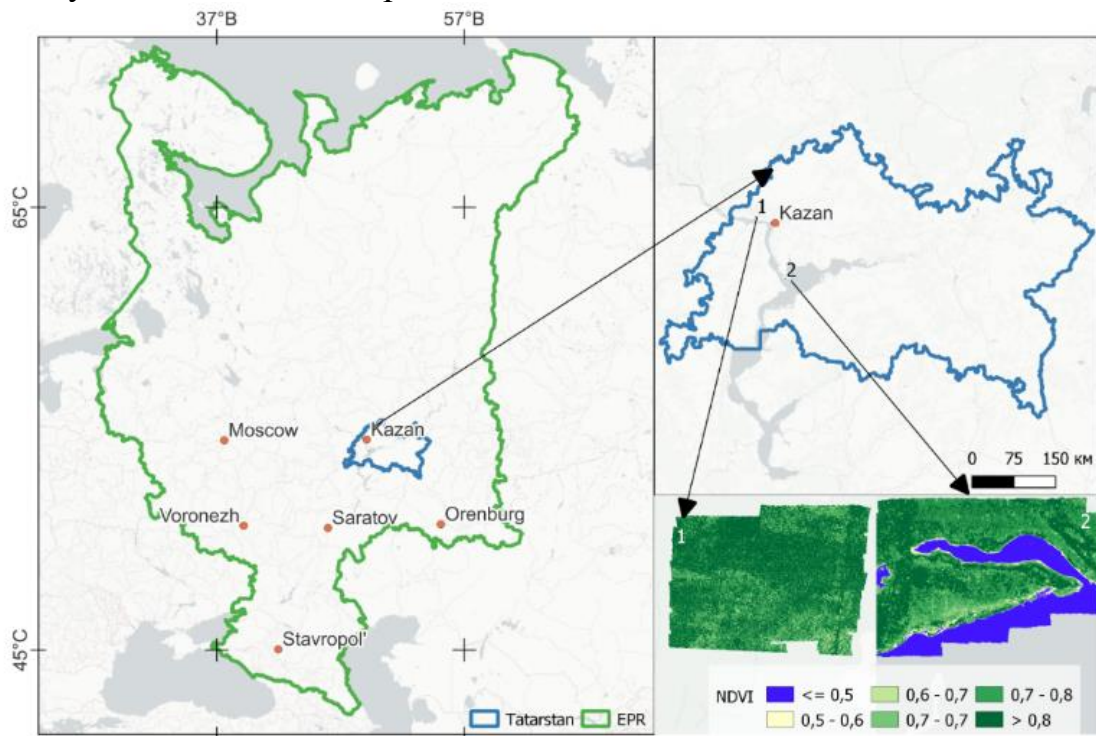 37°B
57°B
65°C
45°C
Moscow
Kazan
Voronezh
Saratov
Orenburg
Stavropol'
Tatarstan
EPR
1
Kazan
2
0 75 150 км
1
2
NDVI
<= 0,5
0,6 - 0,7
0,7 - 0,8
0,5 - 0,6
0,7 - 0,7
> 0,8